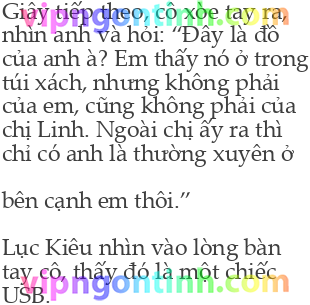 Giây tiếp theo, cô xòe tay ra,
nhìn anh và hỏi: “Đây là đồ
của anh à? Em thấy nó ở trong
túi xách, nhưng không phải
của em, cũng không phải của
chị Linh. Ngoài chị ấy ra thì
chỉ có anh là thường xuyên ở
bên cạnh em thôi.”
vipngontinh.com
Lục Kiêu nhìn vào lòng bàn
tay cô, thấy đó là một chiếc
USB.
vipngontinh.com